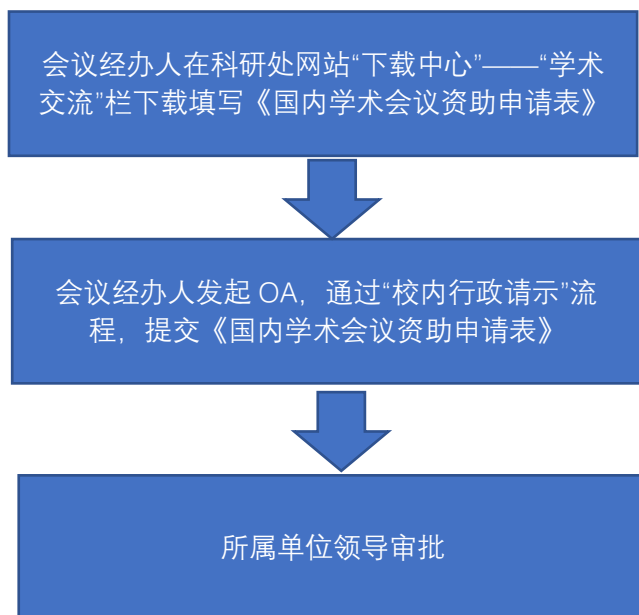 会议经办人在科研处网站“下载中心”——“学术
交流”栏下载填写《国内学术会议资助申请表》
会议经办人发起 OA，通过“校内行政请示”流
程，提交《国内学术会议资助申请表》
所属单位领导审批